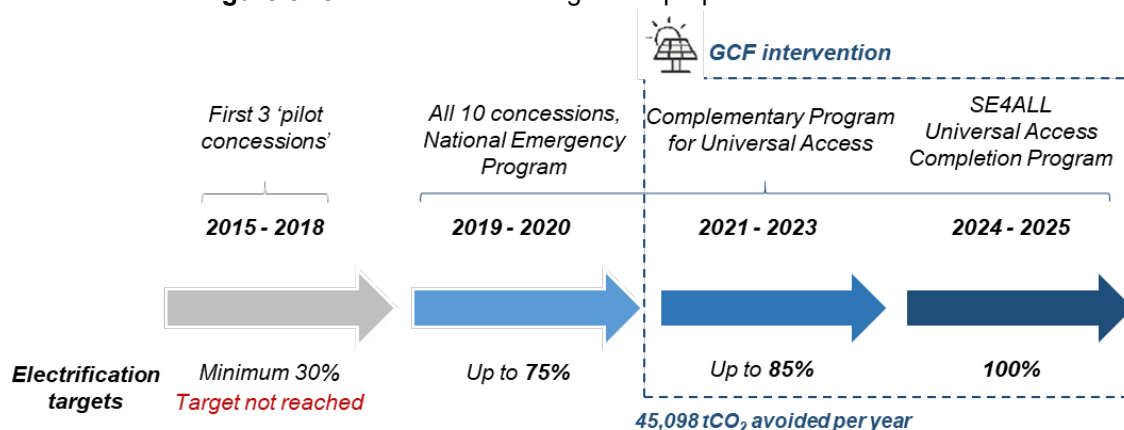 GCF intervention
First 3 ‘pilot
concessions’
All 10 concessions,
National Emergency
Program
Complementary Program
for Universal Access
SE4ALL
Universal Access
Completion Program
2015 - 2018
2019 - 2020
2021 - 2023
2024 - 2025
Electrification
targets
Minimum 30%
Target not reached
Up to 75%
Up to 85%
100%
45,098 tCO₂ avoided per year